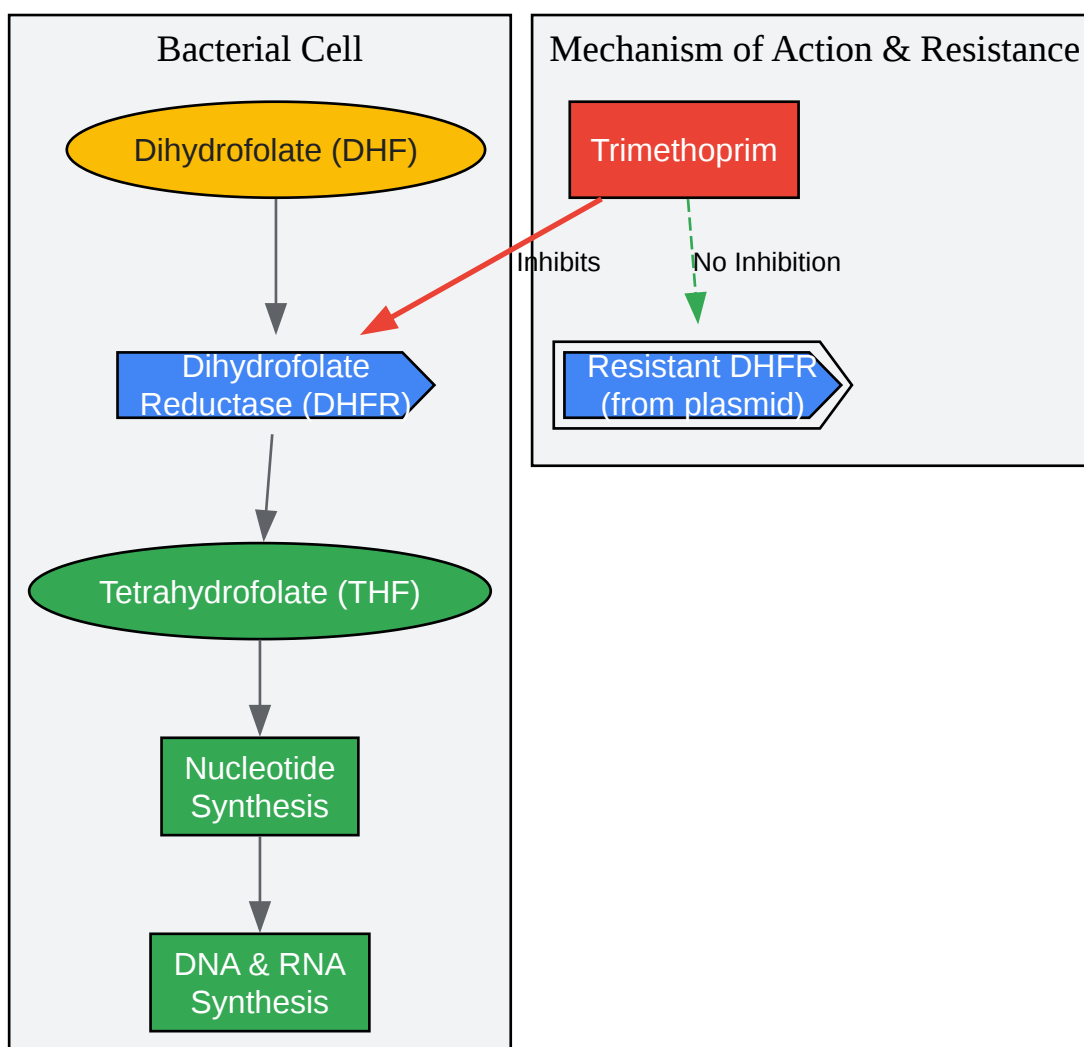 Bacterial Cell
Dihydrofolate (DHF)
Dihydrofolate
Reductase (DHFR)
Tetrahydrofolate (THF)
Nucleotide
Synthesis
DNA & RNA
Synthesis
Mechanism of Action & Resistance
Trimethoprim
Inhibits
No Inhibition
Resistant DHFR
(from plasmid)